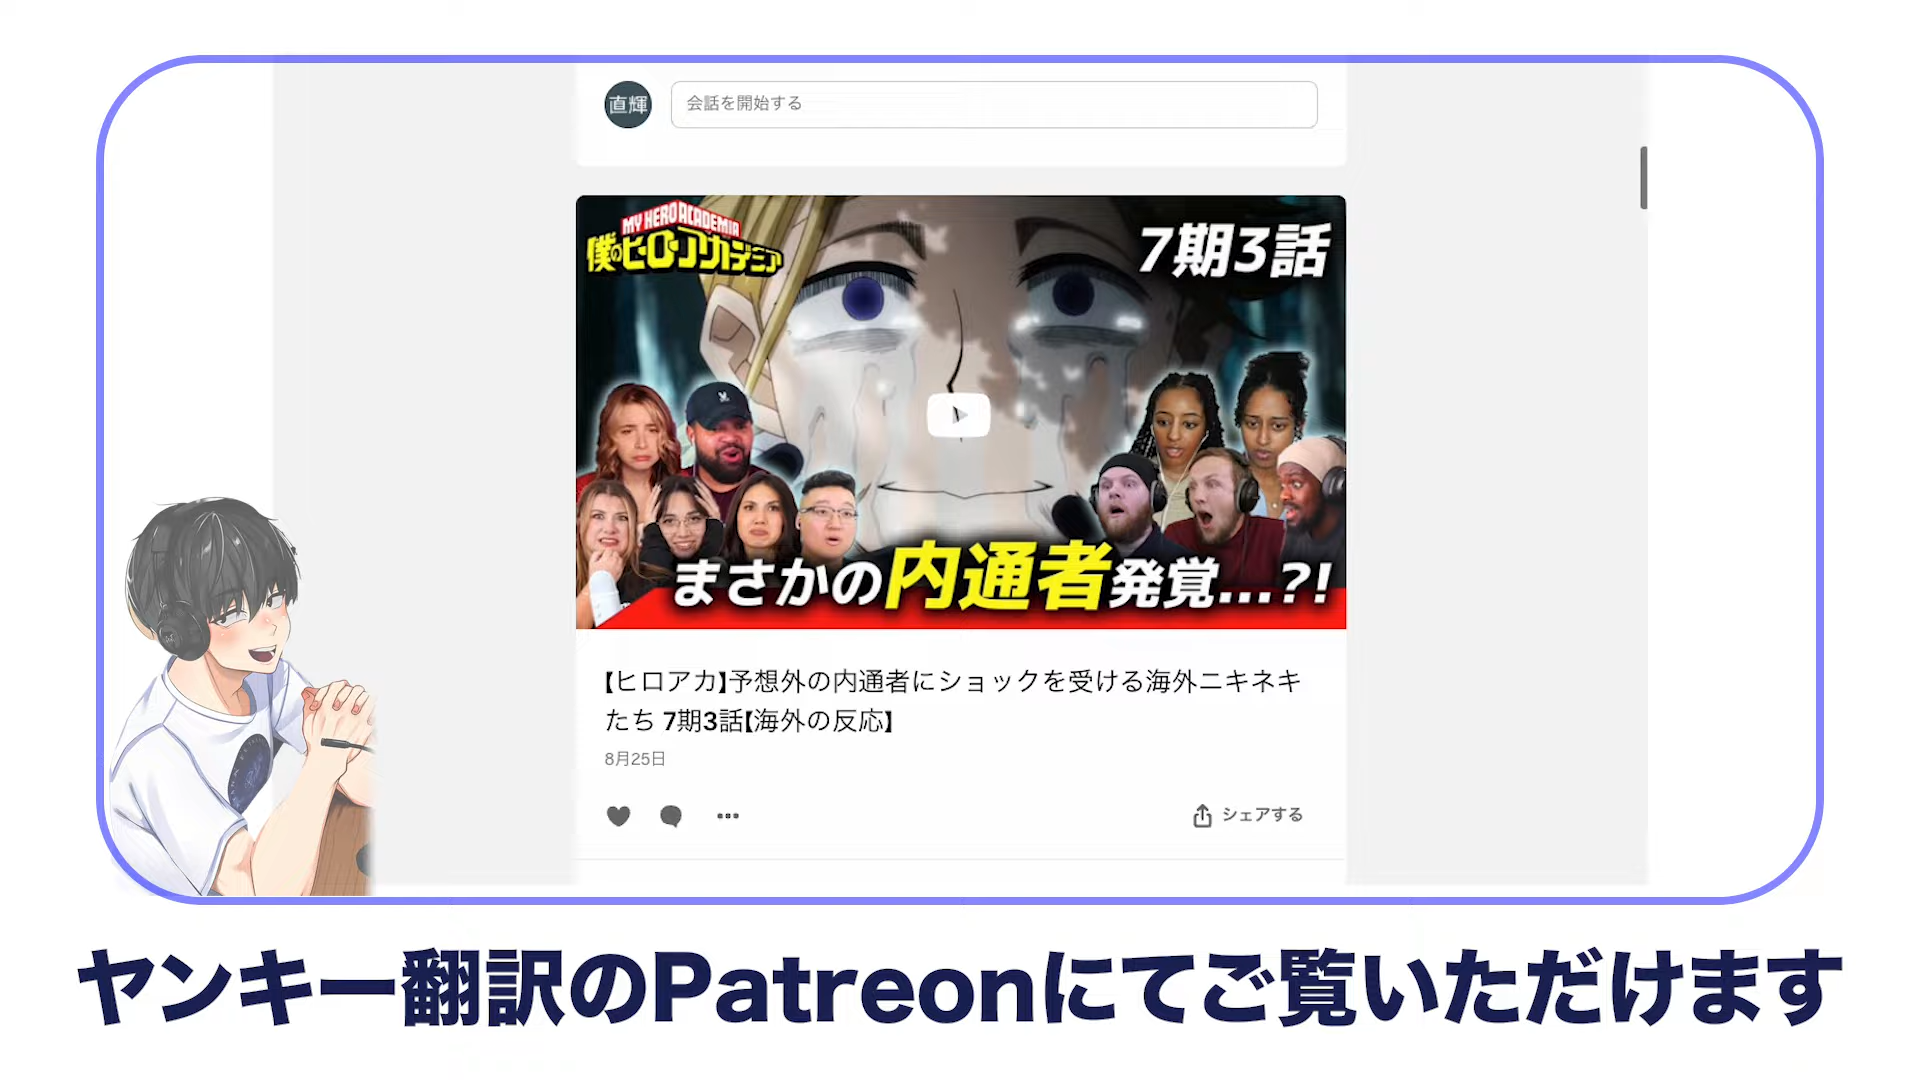 直輝
会話を開始する
MY HERO ACADEMIA
僕のヒーローアカデミア
7期3話
まさかの内通者発覚...?!
【ヒロアカ】予想外の内通者にショックを受ける海外ニキネキ
たち 7期3話【海外の反応】
8月25日
シェアする
ヤンキー翻訳のPatreonにてご覧いただけます